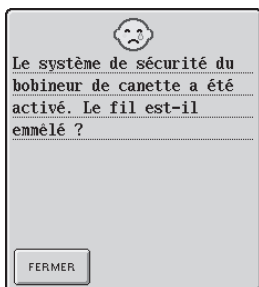 Le système de sécurité du
bobineur de canette a été
activé. Le fil est-il
emmêlé ?
FERMER